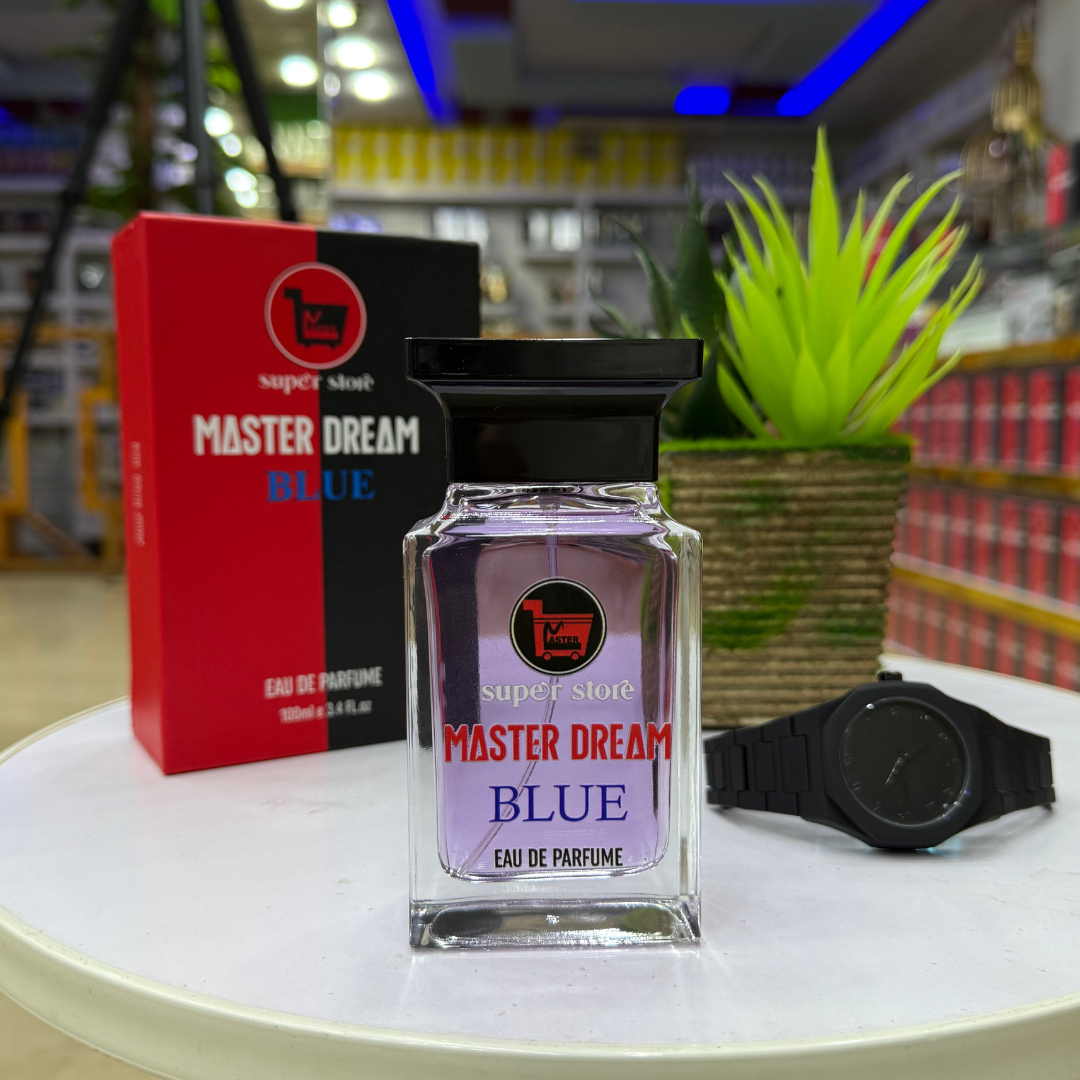 super store
MASTER DREAM
BLUE
EAU DE PARFUME
100ml e 3.4 FL.oz
MASTER
super store
MASTER DREAM
BLUE
EAU DE PARFUME